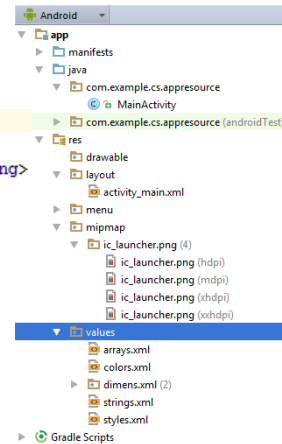 Android
app
manifests
java
com.example.cs.appresource
C MainActivity
com.example.cs.appresource (androidTest)
res
drawable
ng> layout
activity_main.xml
menu
mipmap
ic_launcher.png (4)
ic_launcher.png (hdpi)
ic_launcher.png (mdpi)
ic_launcher.png (xhdpi)
ic_launcher.png (xxhdpi)
values
arrays.xml
colors.xml
dimens.xml (2)
strings.xml
styles.xml
Gradle Scripts